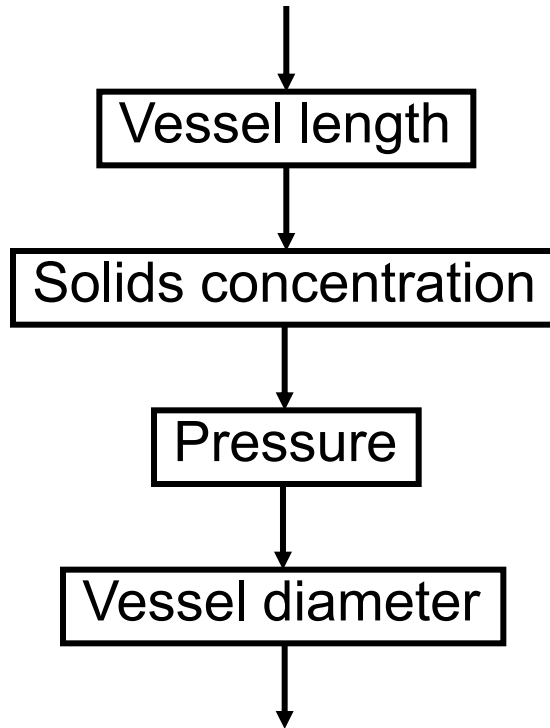 Vessel length
Solids concentration
Pressure
Vessel diameter